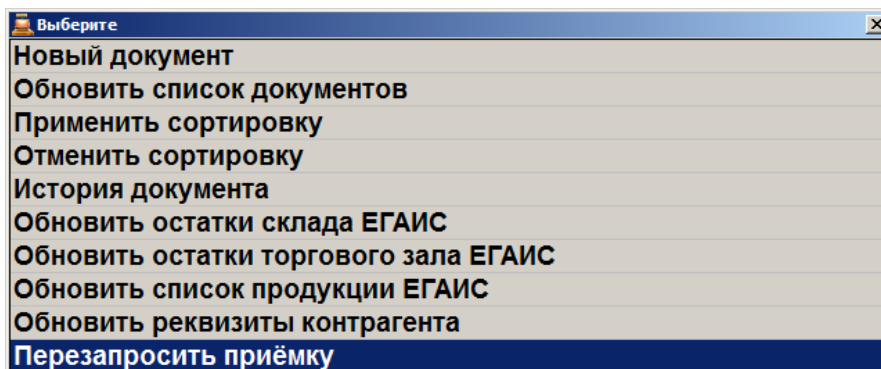 Выберите
Новый документ
Обновить список документов
Применить сортировку
Отменить сортировку
История документа
Обновить остатки склада ЕГАИС
Обновить остатки торгового зала ЕГАИС
Обновить список продукции ЕГАИС
Обновить реквизиты контрагента
Перезапросить приёмку